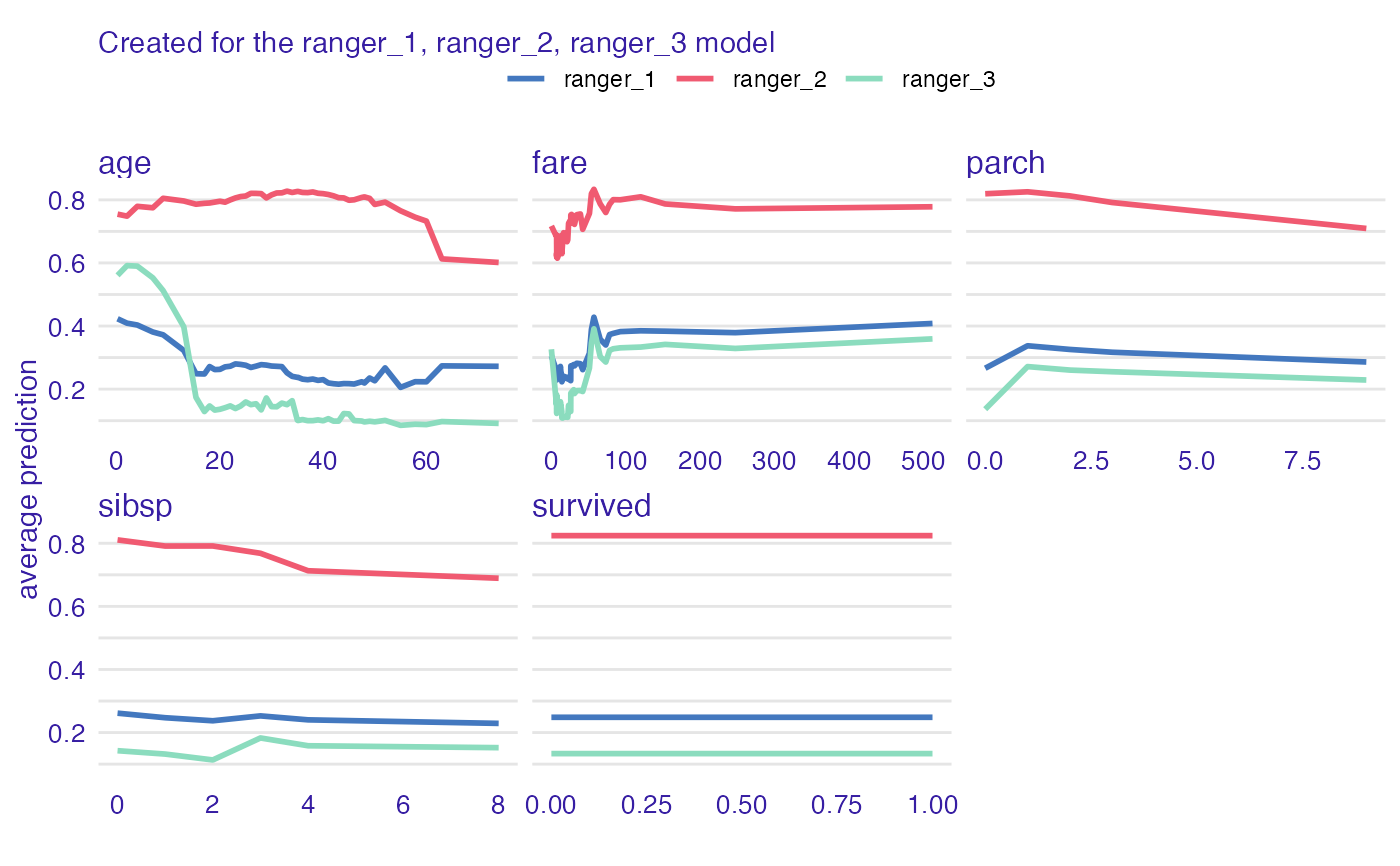 Created for the ranger_1, ranger_2, ranger_3 model
ranger_1 ranger_2 ranger_3
age fare parch
0.8
0.6
0.4
0.2
0 20 40 60 0 100 200 300 400 500 0.0 2.5 5.0 7.5
average prediction
sibsp survived
0.8
0.6
0.4
0.2
0 2 4 6 8 0.00 0.25 0.50 0.75 1.00